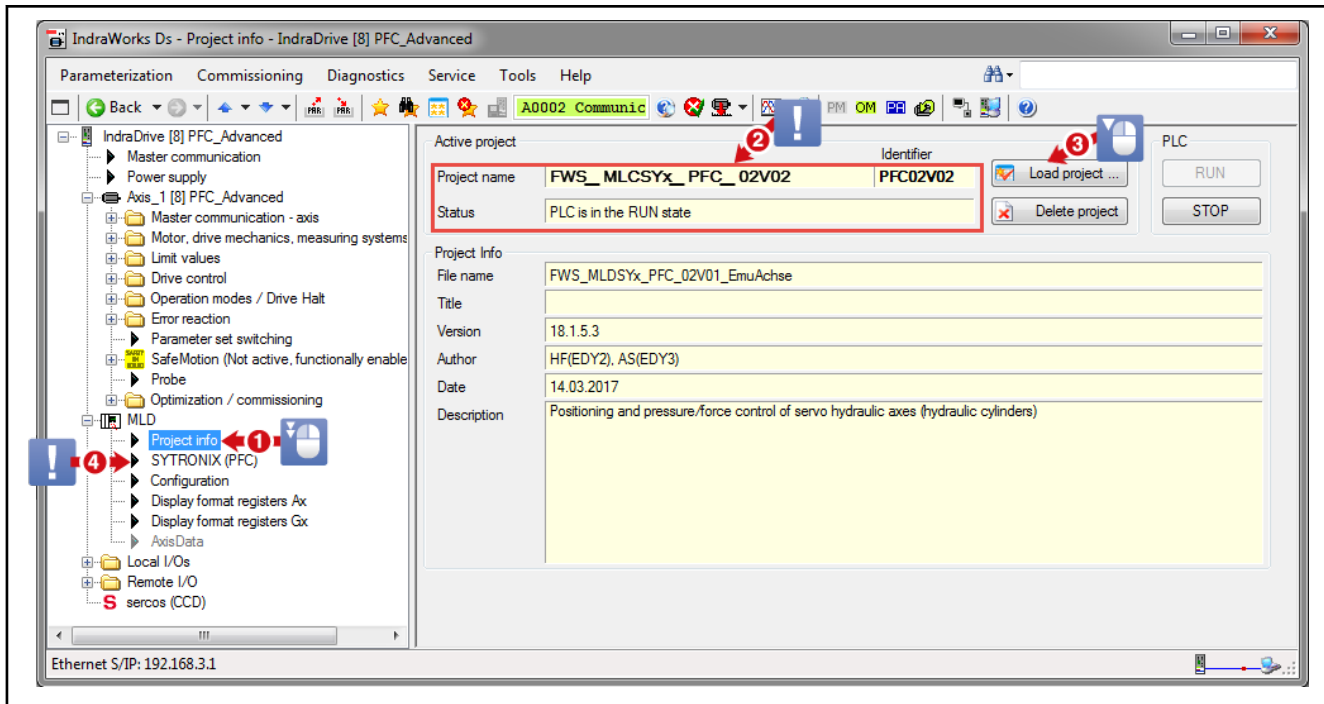 IndraWorks Ds - Project info - IndraDrive [8] PFC_Advanced
Parameterization Commissioning Diagnostics Service Tools Help
Back A0002 Communic PM OM
IndraDrive [8] PFC_Advanced
Master communication
Power supply
Axis_1 [8] PFC_Advanced
Master communication - axis
Motor, drive mechanics, measuring systems
Limit values
Drive control
Operation modes / Drive Halt
Error reaction
Parameter set switching
SafeMotion (Not active, functionally enable
Probe
Optimization / commissioning
MLD
Project info 1
! 4 SYTRONIX (PFC)
Configuration
Display format registers Ax
Display format registers Gx
AxisData
Local I/Os
Remote I/O
S sercos (CCD)
Active project 2 !
Identifier
Project name FWS_ MLCSYx_ PFC_ 02V02 PFC02V02
Status PLC is in the RUN state
3
Load project ...
Delete project
PLC
RUN
STOP
Project Info
File name FWS_MLDSYx_PFC_02V01_EmuAchse
Title
Version 18.1.5.3
Author HF(EDY2), AS(EDY3)
Date 14.03.2017
Description Positioning and pressure/force control of servo hydraulic axes (hydraulic cylinders)
Ethernet S/IP: 192.168.3.1